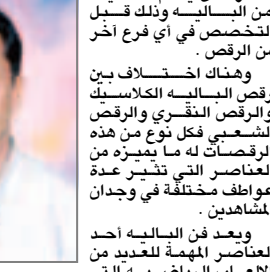 من الباليه وذلك قبل
التخصص في أي فرع آخر
من الرقص .
وهناك اختلاف بين
رقص الباليه الكلاسيك
والرقص النقري والرقص
الشعبي فكل نوع من هذه
الرقصات له ما يميزه من
العناصر التي تثير عدة
عواطف مختلفة في وجدان
المشاهدين .
ويعد فن الباليه أحد
العناصر المهمة للعديد من